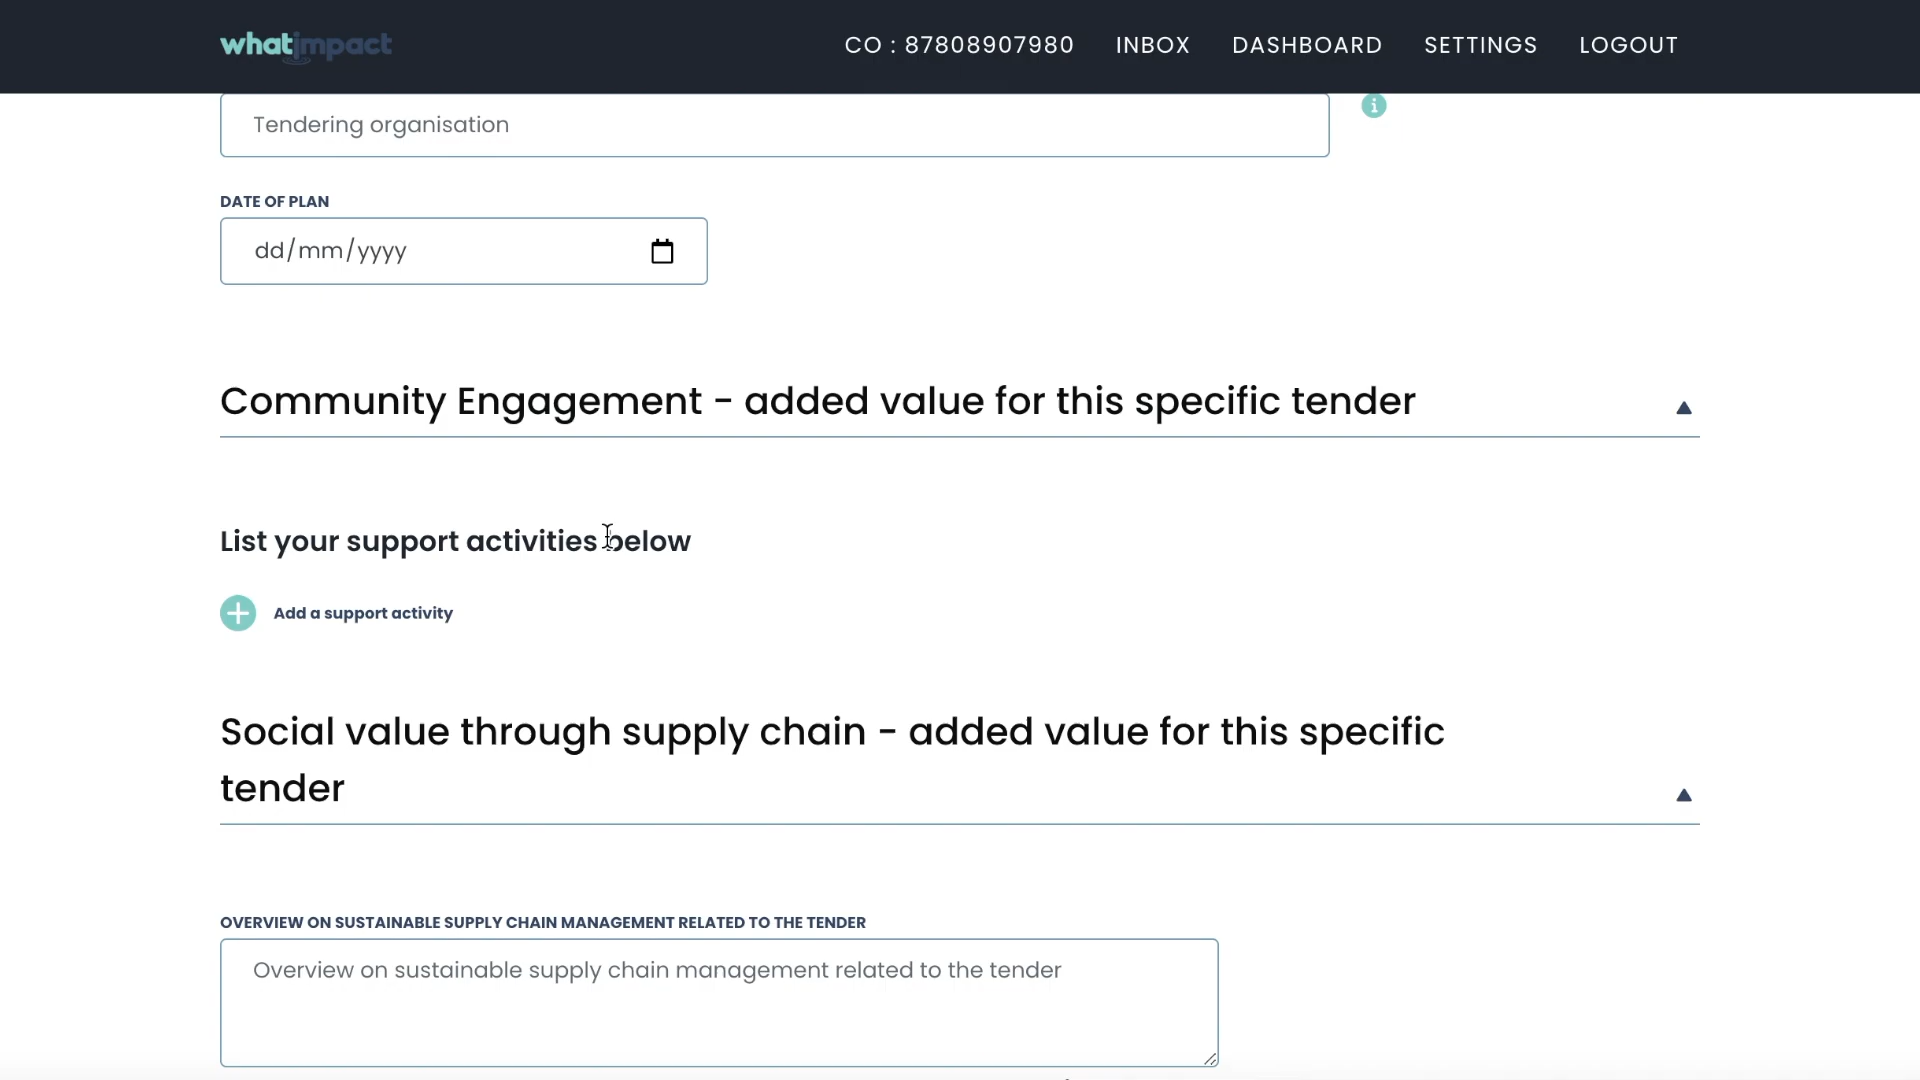 whatimpact
CO : 87808907980
INBOX
DASHBOARD
SETTINGS
LOGOUT
Tendering organisation
i
DATE OF PLAN
dd/mm/yyyy
Community Engagement - added value for this specific tender
List your support activities below
Add a support activity
Social value through supply chain - added value for this specific
tender
OVERVIEW ON SUSTAINABLE SUPPLY CHAIN MANAGEMENT RELATED TO THE TENDER
Overview on sustainable supply chain management related to the tender